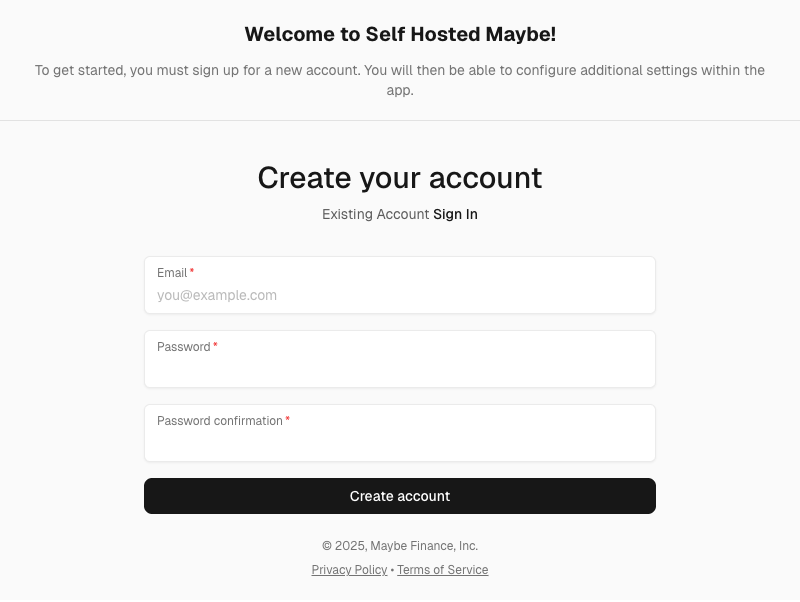 Welcome to Self Hosted Maybe!
To get started, you must sign up for a new account. You will then be able to configure additional settings within the
app.
Create your account
Existing Account Sign In
Email *
you@example.com
Password *
Password confirmation *
Create account
© 2025, Maybe Finance, Inc.
Privacy Policy • Terms of Service